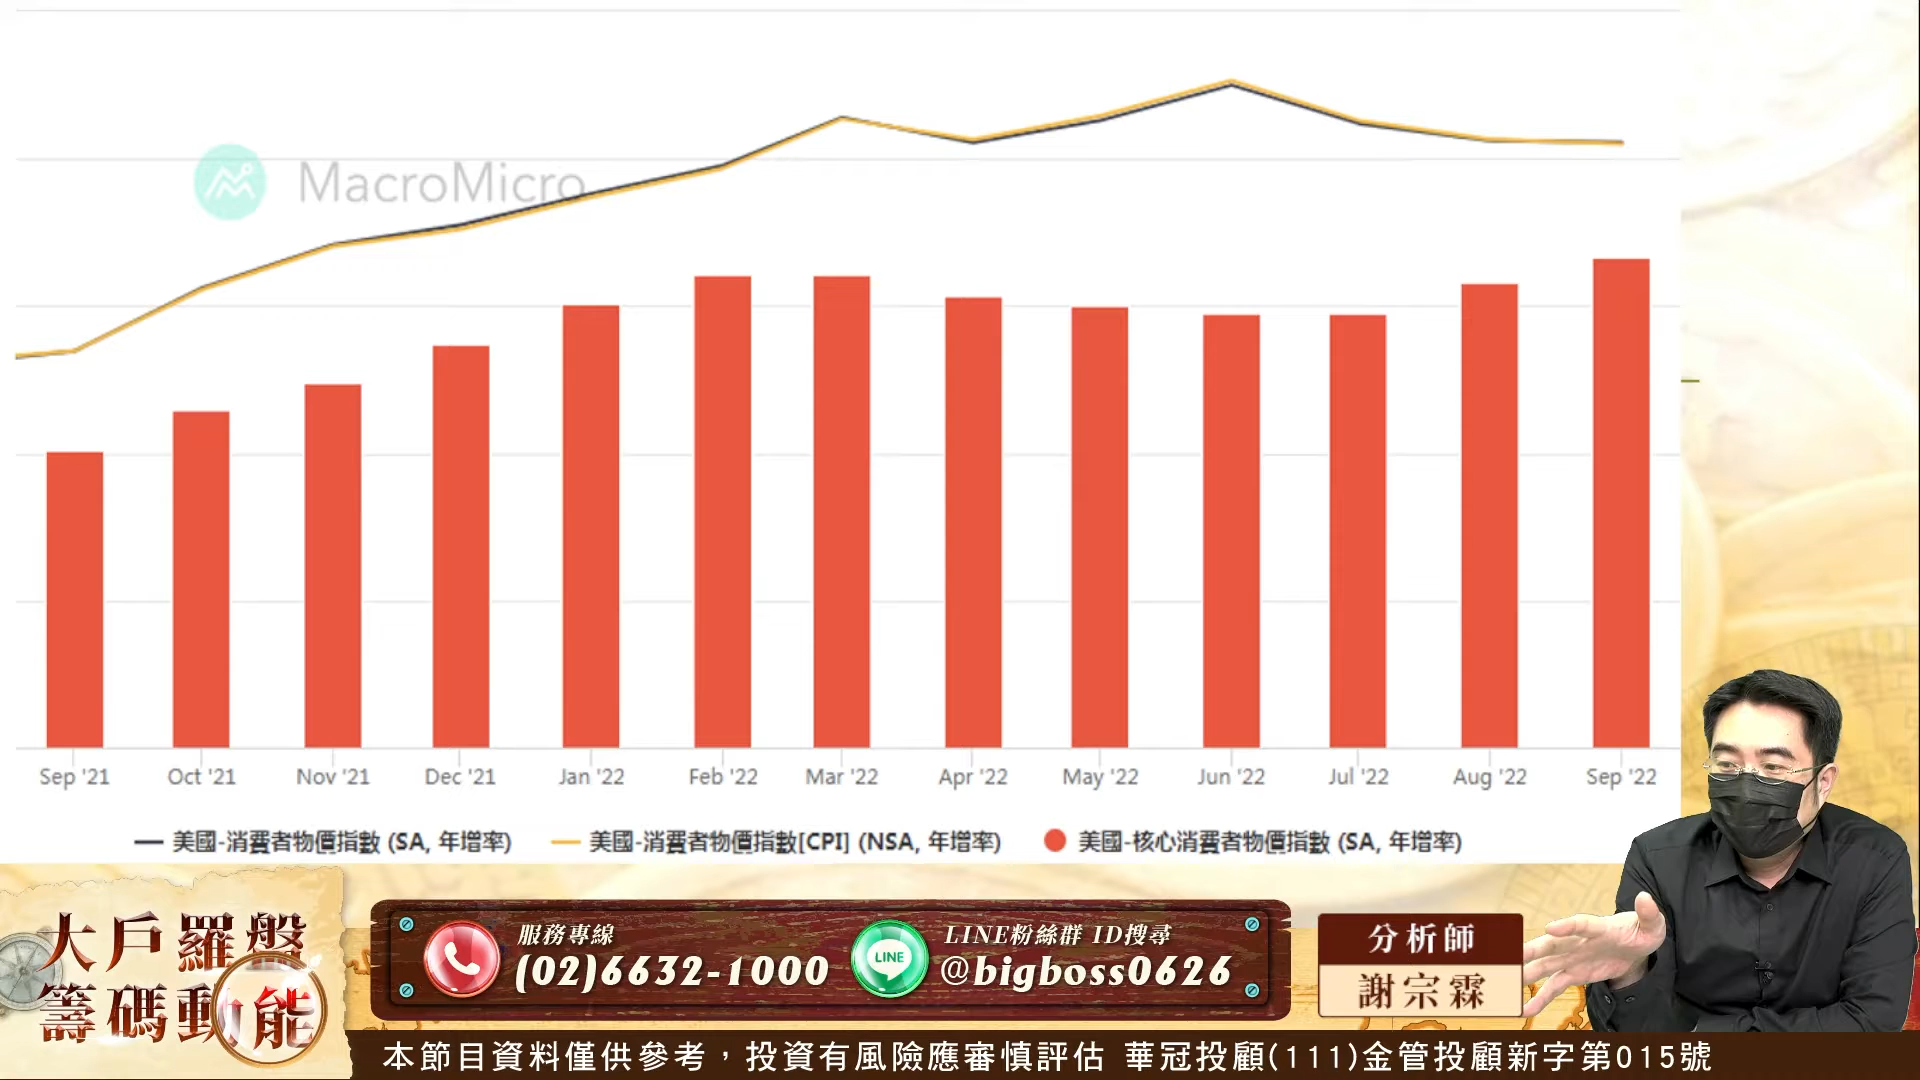 MacroMicro
Sep '21 Oct '21 Nov '21 Dec '21 Jan '22 Feb '22 Mar '22 Apr '22 May '22 Jun '22 Jul '22 Aug '22 Sep '22
美國-消費者物價指數 (SA, 年增率) 美國-消費者物價指數[CPI] (NSA, 年增率) 美國-核心消費者物價指數 (SA, 年增率)
大戶羅盤
籌碼動能
服務專線
(02)6632-1000
LINE
LINE粉絲群 ID搜尋
@bigboss0626
分析師
謝宗霖
本節目資料僅供參考，投資有風險應審慎評估 華冠投顧(111)金管投顧新字第015號